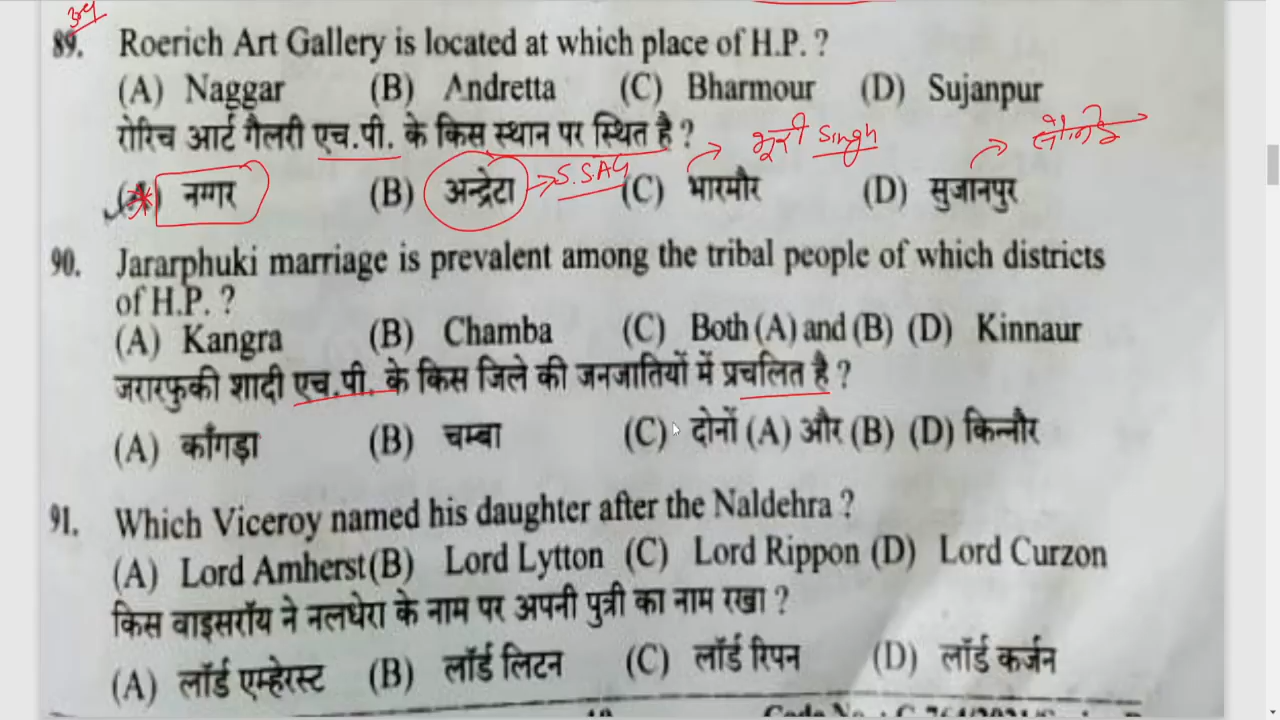 89. Roerich Art Gallery is located at which place of H.P. ?
(A) Naggar (B) Andretta (C) Bharmour (D) Sujanpur
रोरिच आर्ट गैलरी एच.पी. के किस स्थान पर स्थित है ?
भूरी Singh
(A) नग्गर (B) अन्द्रेटा S.SAG (C) भारमौर (D) सुजानपुर
90. Jararphuki marriage is prevalent among the tribal people of which districts
of H.P. ?
(A) Kangra (B) Chamba (C) Both (A) and (B) (D) Kinnaur
जरारफुकी शादी एच.पी. के किस जिले की जनजातियों में प्रचलित है ?
(A) काँगड़ा (B) चम्बा (C) दोनों (A) और (B) (D) किन्नौर
91. Which Viceroy named his daughter after the Naldehra ?
(A) Lord Amherst (B) Lord Lytton (C) Lord Rippon (D) Lord Curzon
किस वाइसरॉय ने नलधेरा के नाम पर अपनी पुत्री का नाम रखा ?
(A) लॉर्ड एम्हेरस्ट (B) लॉर्ड लिटन (C) लॉर्ड रिपन (D) लॉर्ड कर्जन